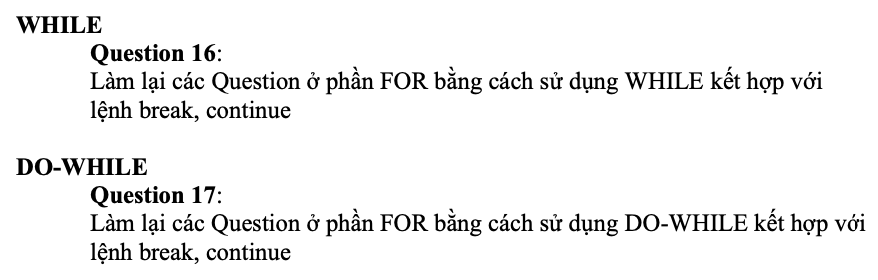 WHILE
Question 16:
Làm lại các Question ở phần FOR bằng cách sử dụng WHILE kết hợp với
lệnh break, continue
DO-WHILE
Question 17:
Làm lại các Question ở phần FOR bằng cách sử dụng DO-WHILE kết hợp với
lệnh break, continue